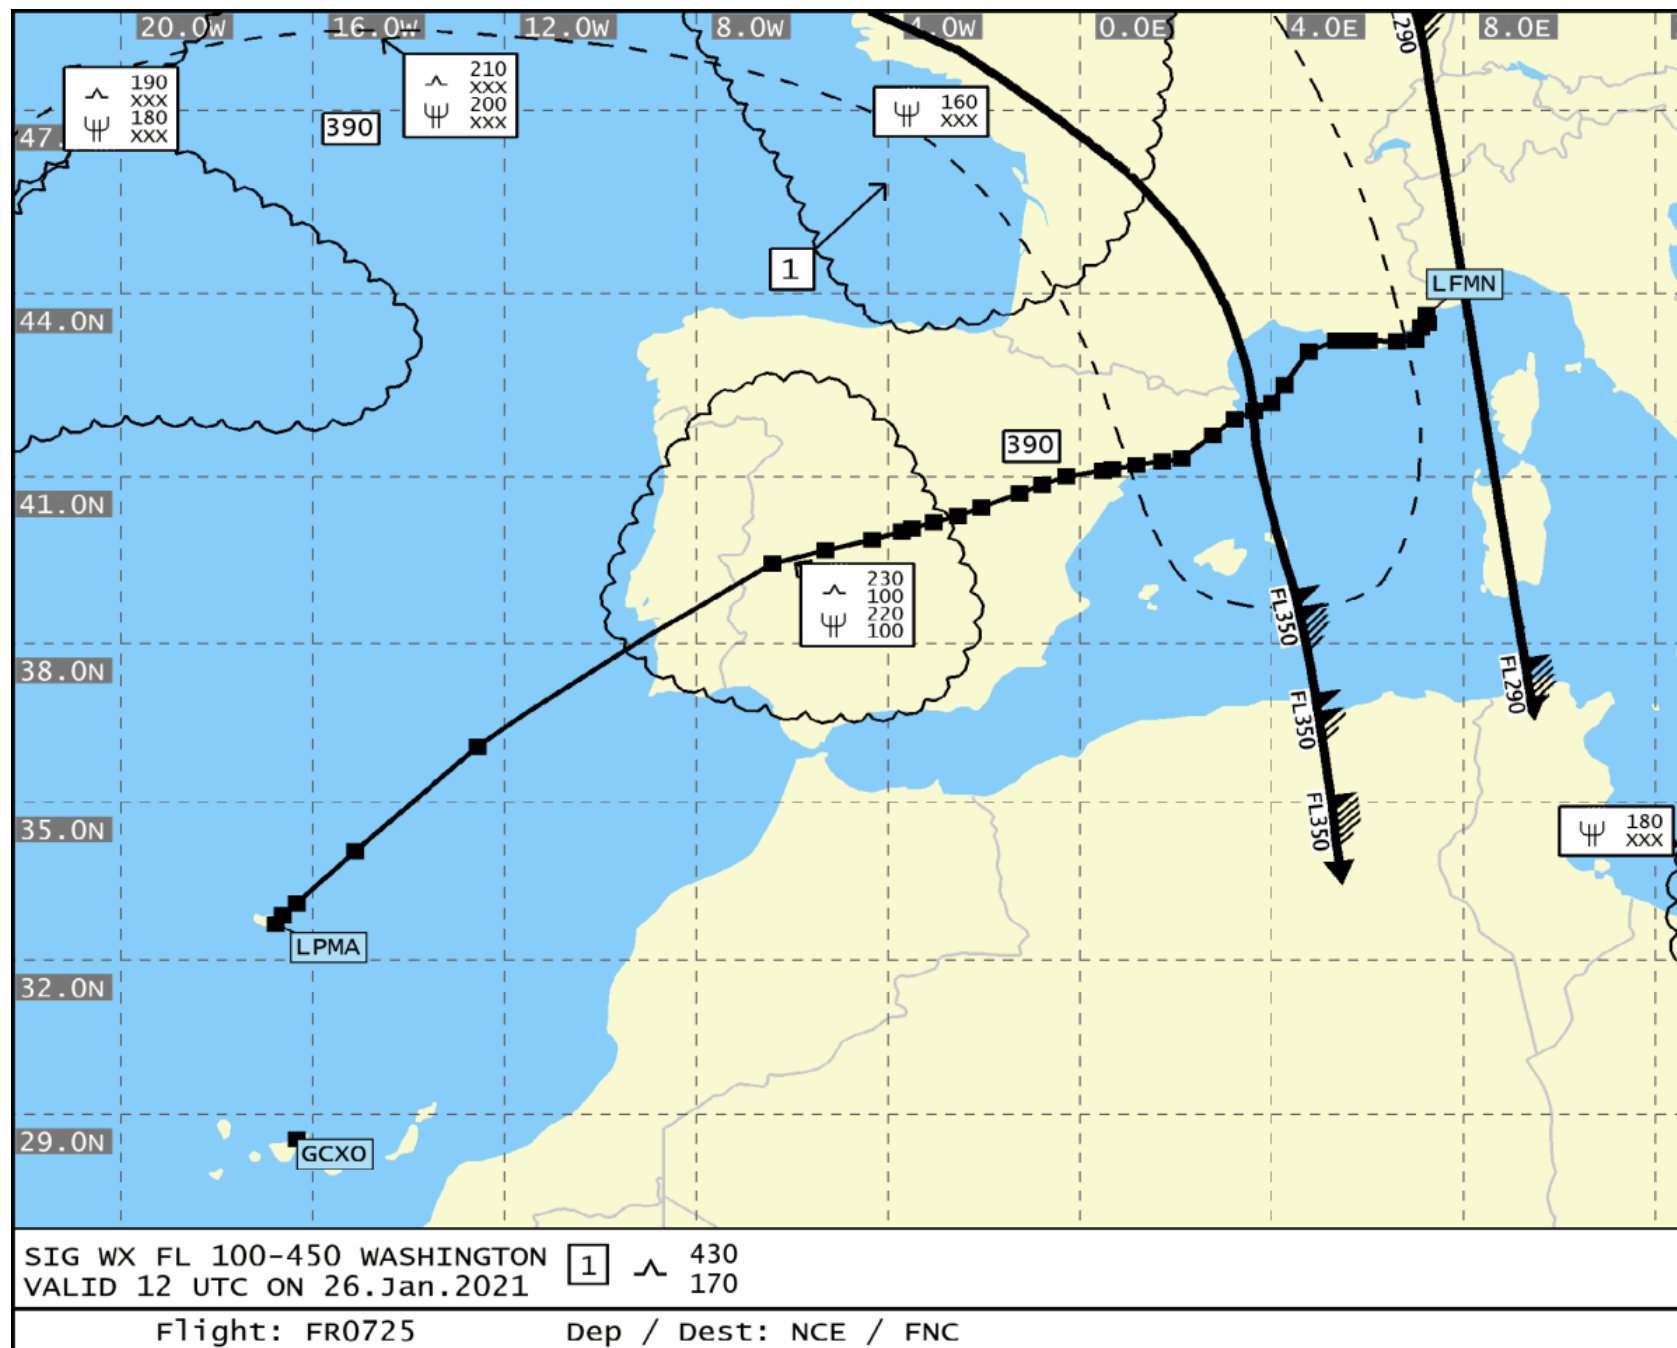 20.0W 16.0W 12.0W 8.0W 4.0W 0.0E 4.0E 8.0E
290
190
XXX
180
XXX
210
XXX
200
XXX
390
160
XXX
47.
1
LFMN
44.0N
390
41.0N
230
100
220
100
FL350
38.0N
FL290
FL350
FL350
35.0N
180
XXX
LPMA
32.0N
29.0N
GCXO
SIG WX FL 100-450 WASHINGTON
VALID 12 UTC ON 26.Jan.2021
1
430
170
Flight: FR0725 Dep / Dest: NCE / FNC